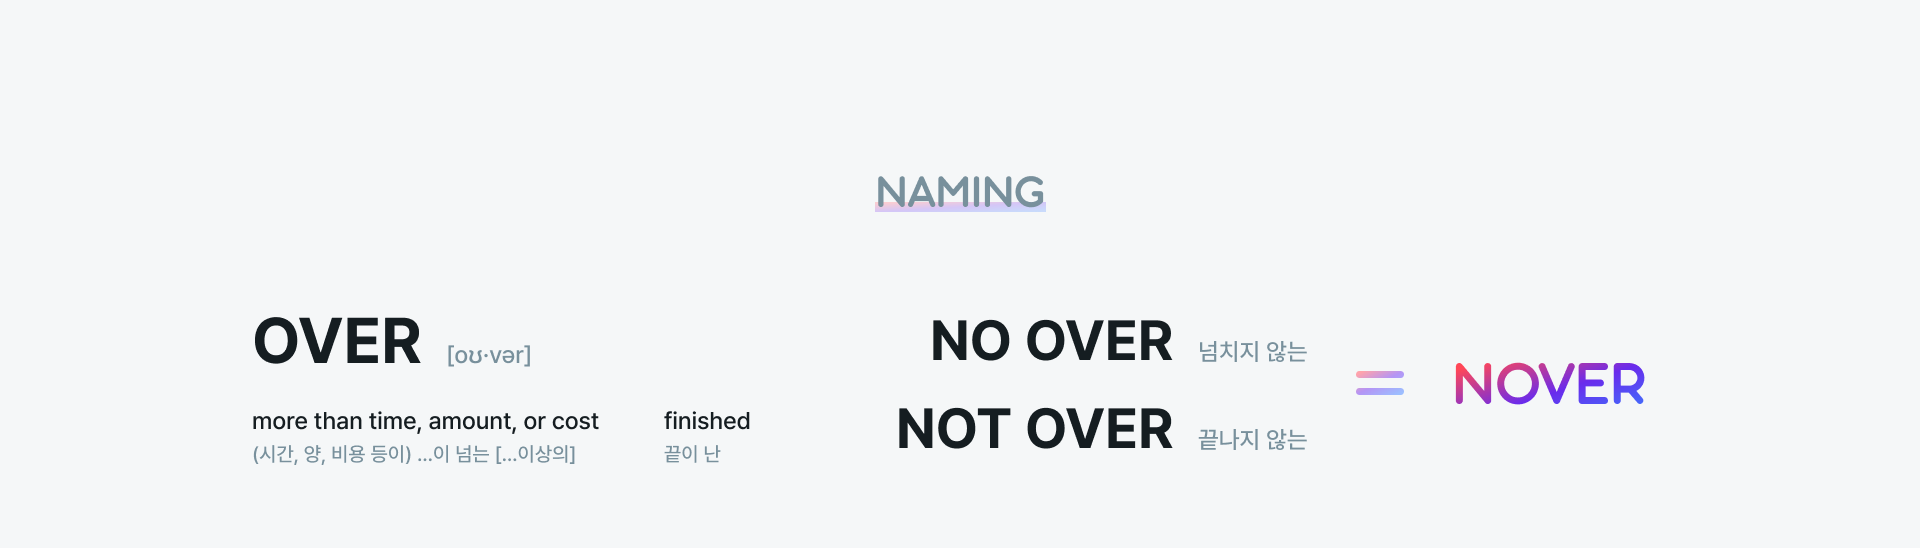 NAMING
OVER [oʊ·vər]
more than time, amount, or cost
(시간, 양, 비용 등이) ...이 넘는 [...이상의]
finished
끝이 난
NO OVER 넘치지 않는
NOT OVER 끝나지 않는
= NOVER